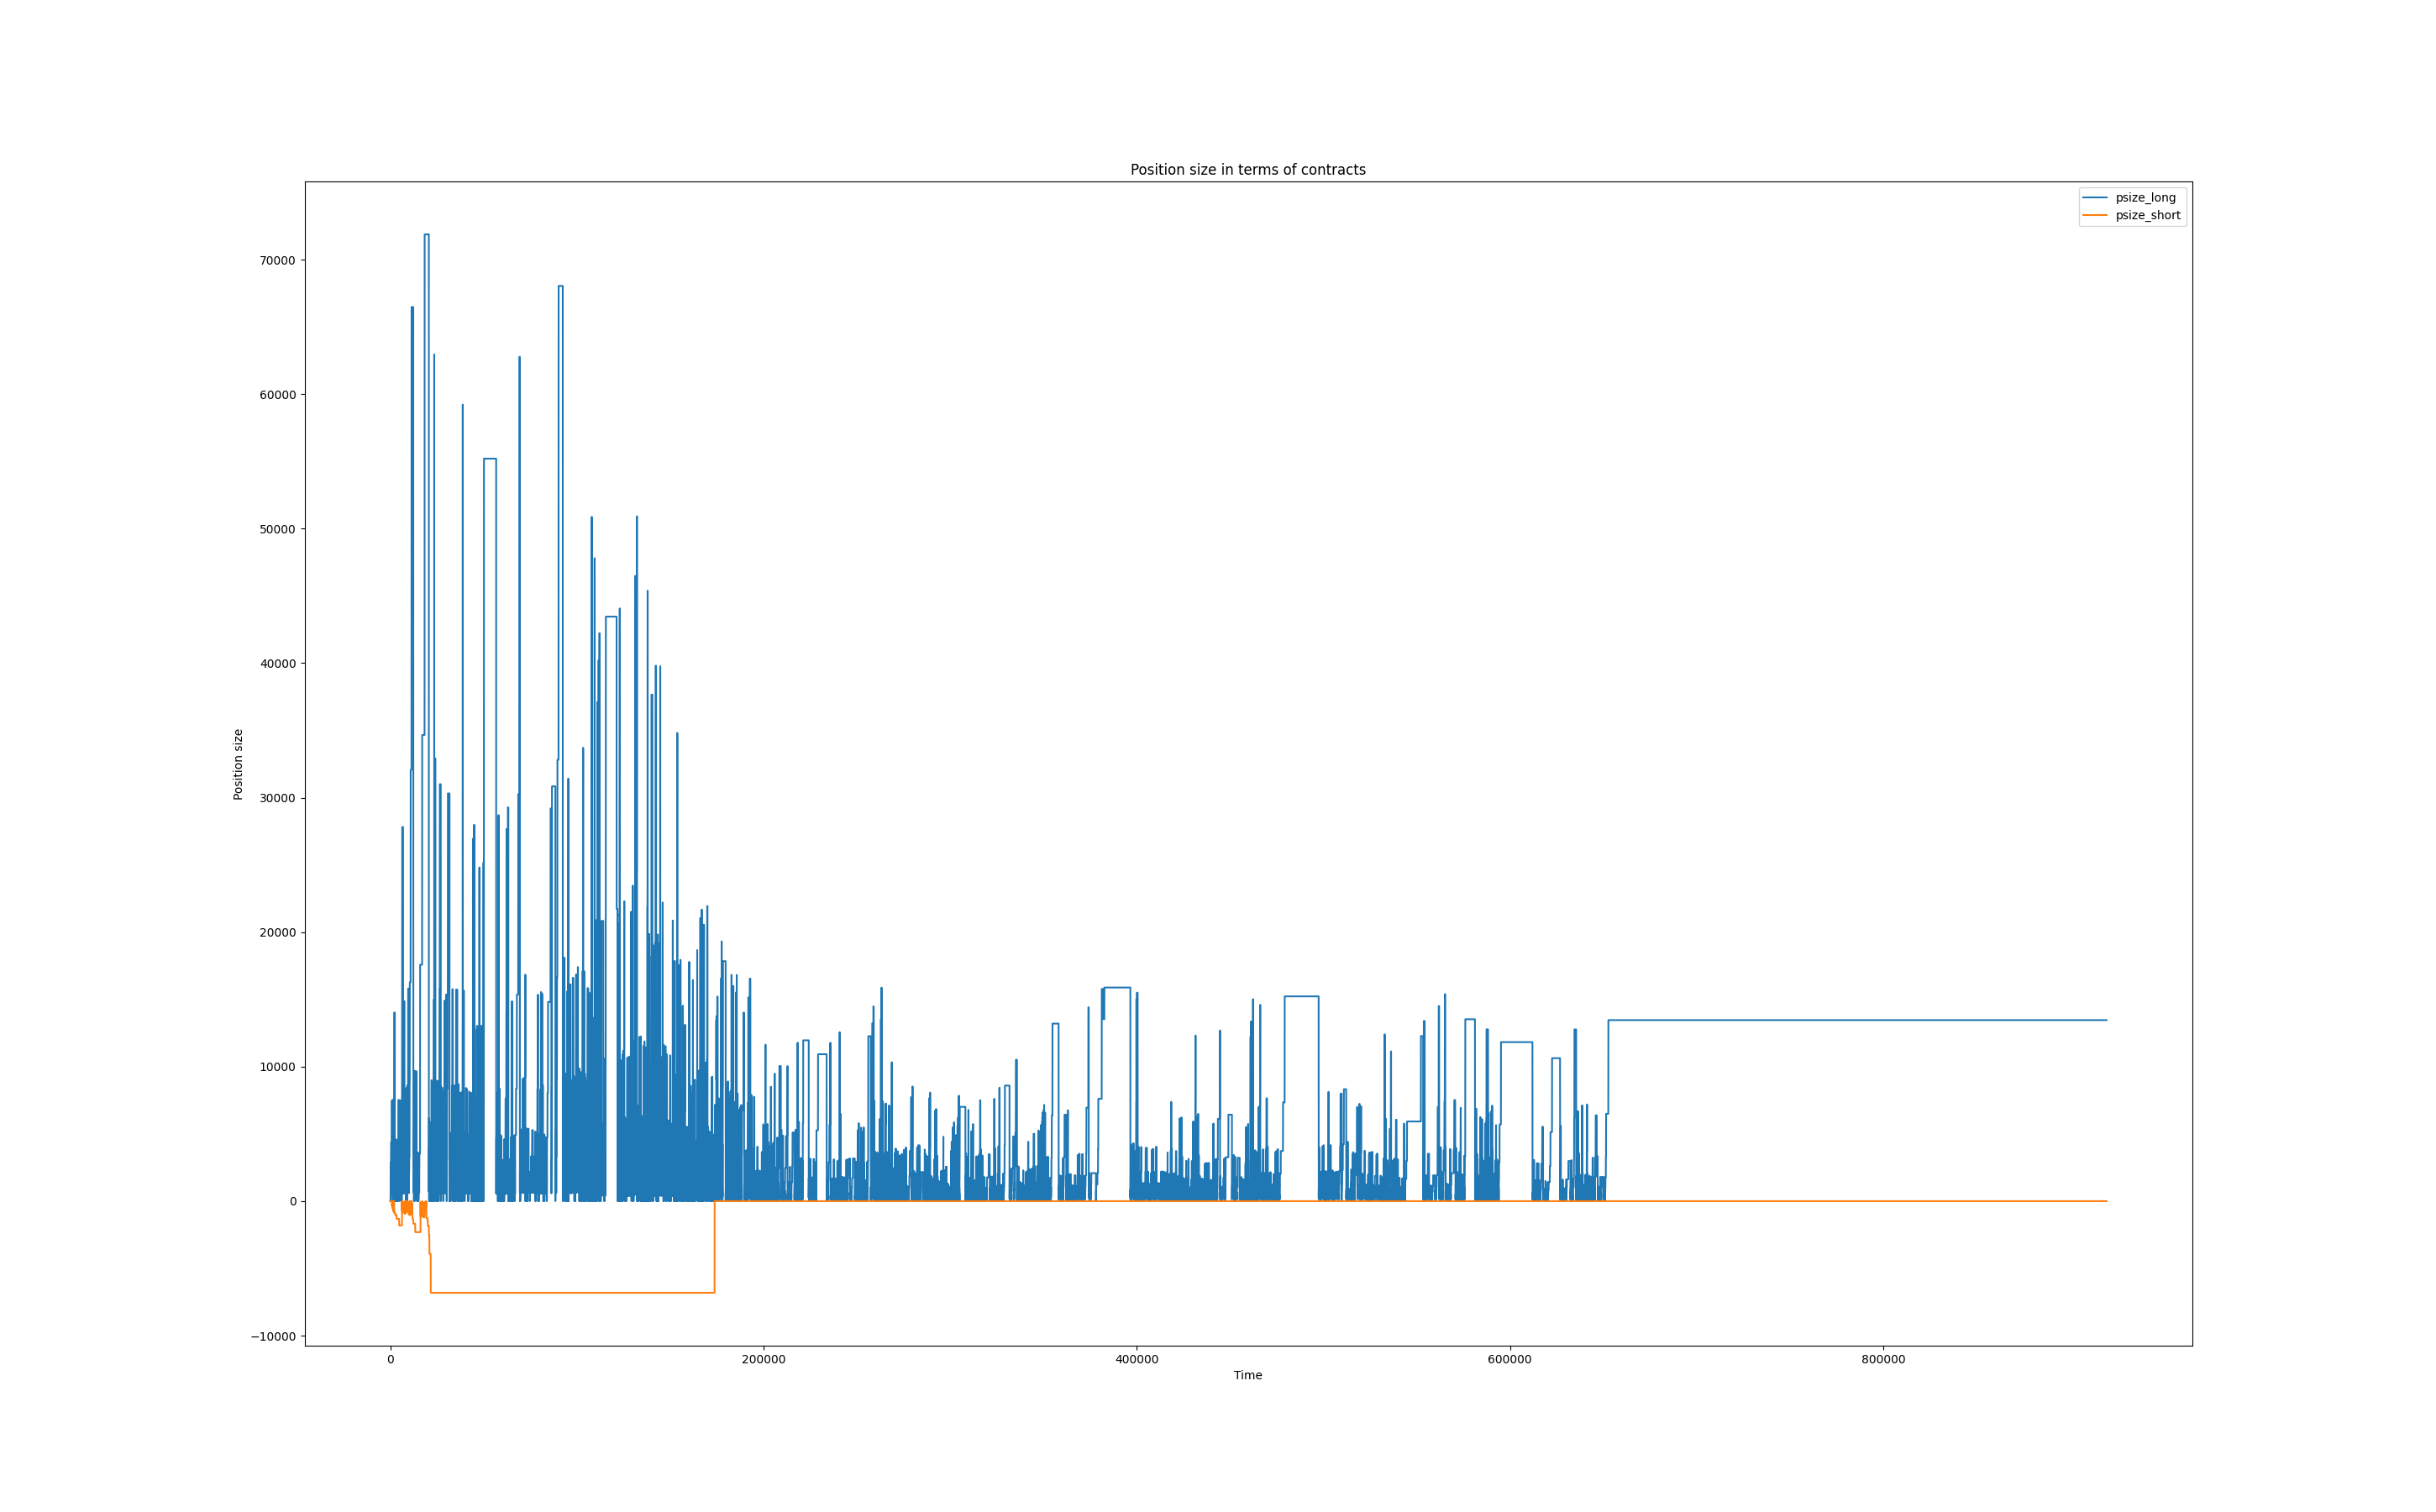 Position size in terms of contracts
psize_long
psize_short
70000
60000
50000
40000
30000
20000
10000
0
−10000
Position size
0
200000
400000
600000
800000
Time